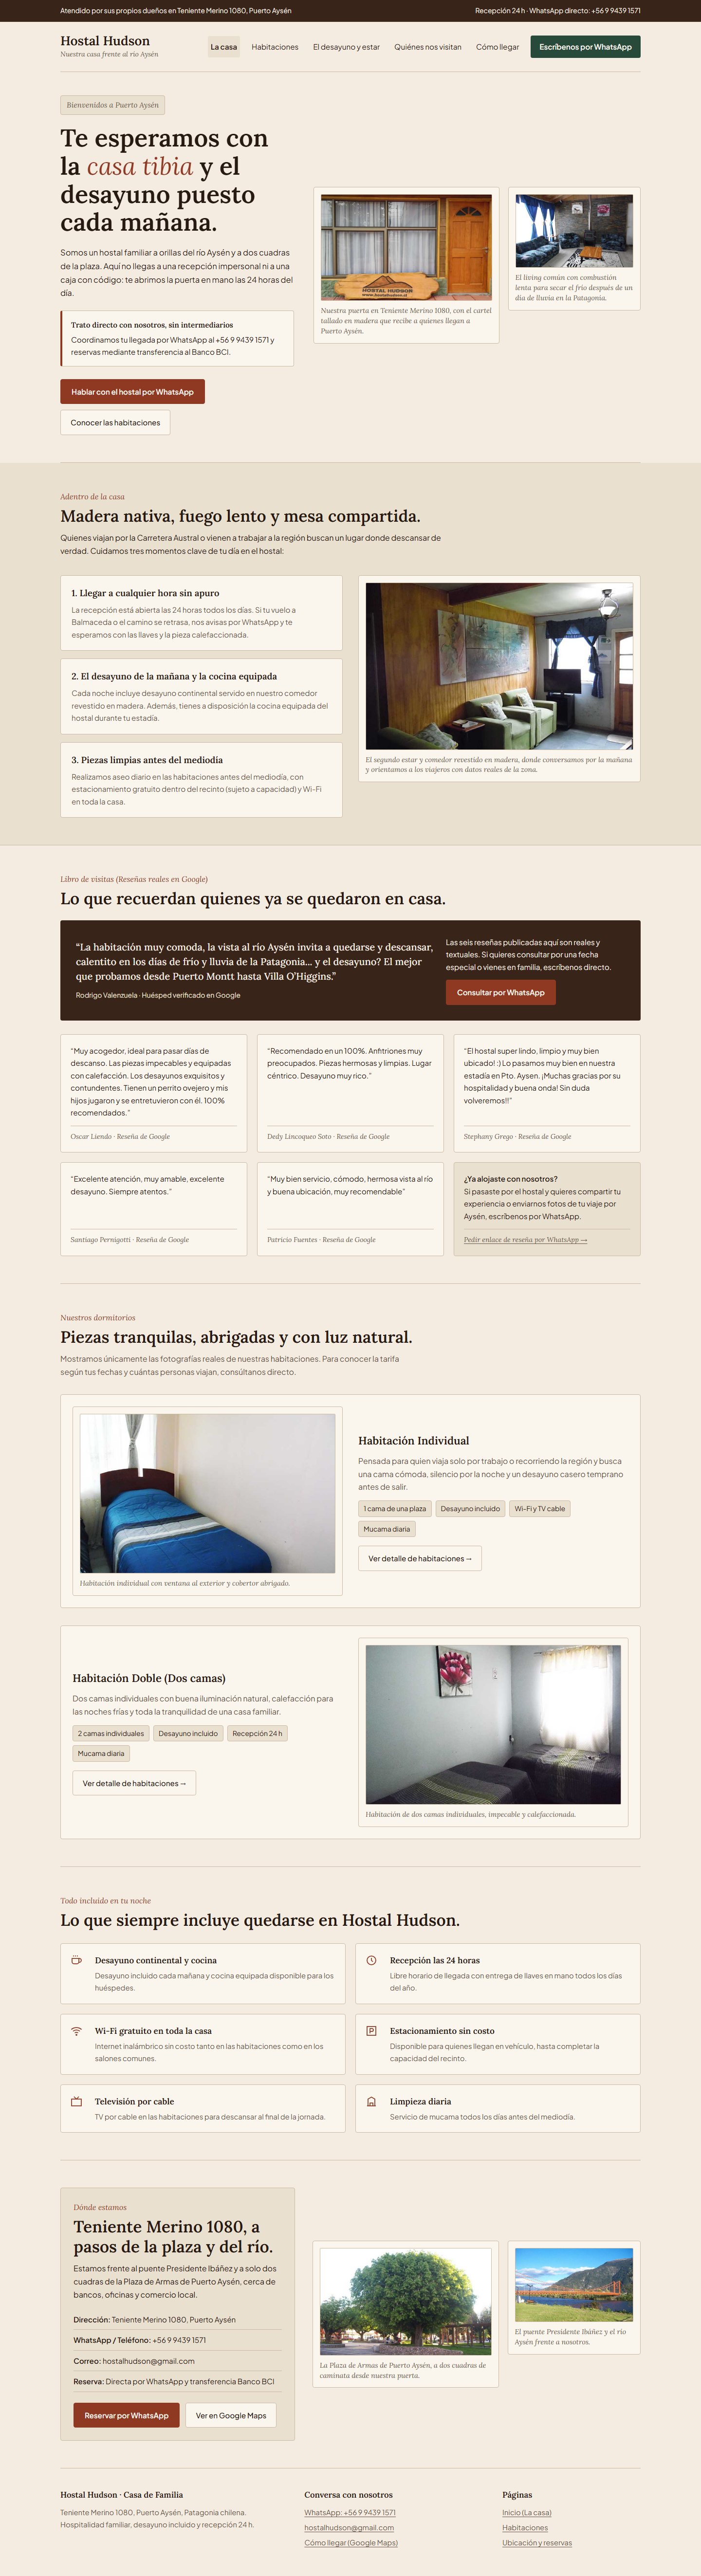 Atendido por sus propios dueños en Teniente Merino 1080, Puerto Aysén
Recepción 24 h · WhatsApp directo: +56 9 9439 1571
Hostal Hudson
Nuestra casa frente al río Aysén
La casa
Habitaciones
El desayuno y estar
Quiénes nos visitan
Cómo llegar
Escríbenos por WhatsApp
Bienvenidos a Puerto Aysén
Te esperamos con
la casa tibia y el
desayuno puesto
cada mañana.
Somos un hostal familiar a orillas del río Aysén y a dos cuadras
de la plaza. Aquí no llegas a una recepción impersonal ni a una
caja con código: te abrimos la puerta en mano las 24 horas del
día.
Trato directo con nosotros, sin intermediarios
Coordinamos tu llegada por WhatsApp al +56 9 9439 1571 y
reservas mediante transferencia al Banco BCI.
Hablar con el hostal por WhatsApp
Conocer las habitaciones
HOSTAL HUDSON
Nuestra puerta en Teniente Merino 1080, con el cartel
tallado en madera que recibe a quienes llegan a
Puerto Aysén.
El living común con combustión
lenta para secar el frío después de un
día de lluvia en la Patagonia.
Adentro de la casa
Madera nativa, fuego lento y mesa compartida.
Quienes viajan por la Carretera Austral o vienen a trabajar a la región buscan un lugar donde descansar de
verdad. Cuidamos tres momentos clave de tu día en el hostal:
1. Llegar a cualquier hora sin apuro
La recepción está abierta las 24 horas todos los días. Si tu vuelo a
Balmaceda o el camino se retrasa, nos avisas por WhatsApp y te
esperamos con las llaves y la pieza calefaccionada.
2. El desayuno de la mañana y la cocina equipada
Cada noche incluye desayuno continental servido en nuestro comedor
revestido en madera. Además, tienes a disposición la cocina equipada del
hostal durante tu estadía.
3. Piezas limpias antes del mediodía
Realizamos aseo diario en las habitaciones antes del mediodía, con
estacionamiento gratuito dentro del recinto (sujeto a capacidad) y Wi-Fi
en toda la casa.
El segundo estar y comedor revestido en madera, donde conversamos por la mañana
y orientamos a los viajeros con datos reales de la zona.
Libro de visitas (Reseñas reales en Google)
Lo que recuerdan quienes ya se quedaron en casa.
“La habitación muy comoda, la vista al río Aysén invita a quedarse y descansar,
calentito en los días de frío y lluvia de la Patagonia... y el desayuno? El mejor
que probamos desde Puerto Montt hasta Villa O’Higgins.”
Rodrigo Valenzuela · Huésped verificado en Google
Las seis reseñas publicadas aquí son reales y
textuales. Si quieres consultar por una fecha
especial o vienes en familia, escríbenos directo.
Consultar por WhatsApp
“Muy acogedor, ideal para pasar días de
descanso. Las piezas impecables y equipadas
con calefacción. Los desayunos exquisitos y
contundentes. Tienen un perrito ovejero y mis
hijos jugaron y se entretuvieron con él. 100%
recomendados.”
Oscar Liendo · Reseña de Google
“Recomendado en un 100%. Anfitriones muy
preocupados. Piezas hermosas y limpias. Lugar
céntrico. Desayuno muy rico.”
Dedy Lincoqueo Soto · Reseña de Google
“El hostal super lindo, limpio y muy bien
ubicado! :) Lo pasamos muy bien en nuestra
estadía en Pto. Aysen. ¡Muchas gracias por su
hospitalidad y buena onda! Sin duda
volveremos!!”
Stephany Grego · Reseña de Google
“Excelente atención, muy amable, excelente
desayuno. Siempre atentos.”
Santiago Pernigotti · Reseña de Google
“Muy bien servicio, cómodo, hermosa vista al río
y buena ubicación, muy recomendable”
Patricio Fuentes · Reseña de Google
¿Ya alojaste con nosotros?
Si pasaste por el hostal y quieres compartir tu
experiencia o enviarnos fotos de tu viaje por
Aysén, escríbenos por WhatsApp.
Pedir enlace de reseña por WhatsApp →
Nuestros dormitorios
Piezas tranquilas, abrigadas y con luz natural.
Mostramos únicamente las fotografías reales de nuestras habitaciones. Para conocer la tarifa
según tus fechas y cuántas personas viajan, consúltanos directo.
Habitación individual con ventana al exterior y cobertor abrigado.
Habitación Individual
Pensada para quien viaja solo por trabajo o recorriendo la región y busca
una cama cómoda, silencio por la noche y un desayuno casero temprano
antes de salir.
1 cama de una plaza
Desayuno incluido
Wi-Fi y TV cable
Mucama diaria
Ver detalle de habitaciones →
Habitación Doble (Dos camas)
Dos camas individuales con buena iluminación natural, calefacción para
las noches frías y toda la tranquilidad de una casa familiar.
2 camas individuales
Desayuno incluido
Recepción 24 h
Mucama diaria
Ver detalle de habitaciones →
Habitación de dos camas individuales, impecable y calefaccionada.
Todo incluido en tu noche
Lo que siempre incluye quedarse en Hostal Hudson.
Desayuno continental y cocina
Desayuno incluido cada mañana y cocina equipada disponible para los
huéspedes.
Recepción las 24 horas
Libre horario de llegada con entrega de llaves en mano todos los días
del año.
Wi-Fi gratuito en toda la casa
Internet inalámbrico sin costo tanto en las habitaciones como en los
salones comunes.
Estacionamiento sin costo
Disponible para quienes llegan en vehículo, hasta completar la
capacidad del recinto.
Televisión por cable
TV por cable en las habitaciones para descansar al final de la jornada.
Limpieza diaria
Servicio de mucama todos los días antes del mediodía.
Dónde estamos
Teniente Merino 1080, a
pasos de la plaza y del río.
Estamos frente al puente Presidente Ibáñez y a solo dos
cuadras de la Plaza de Armas de Puerto Aysén, cerca de
bancos, oficinas y comercio local.
Dirección: Teniente Merino 1080, Puerto Aysén
WhatsApp / Teléfono: +56 9 9439 1571
Correo: hostalhudson@gmail.com
Reserva: Directa por WhatsApp y transferencia Banco BCI
Reservar por WhatsApp
Ver en Google Maps
La Plaza de Armas de Puerto Aysén, a dos cuadras de
caminata desde nuestra puerta.
El puente Presidente Ibáñez y el río
Aysén frente a nosotros.
Hostal Hudson · Casa de Familia
Teniente Merino 1080, Puerto Aysén, Patagonia chilena.
Hospitalidad familiar, desayuno incluido y recepción 24 h.
Conversa con nosotros
WhatsApp: +56 9 9439 1571
hostalhudson@gmail.com
Cómo llegar (Google Maps)
Páginas
Inicio (La casa)
Habitaciones
Ubicación y reservas